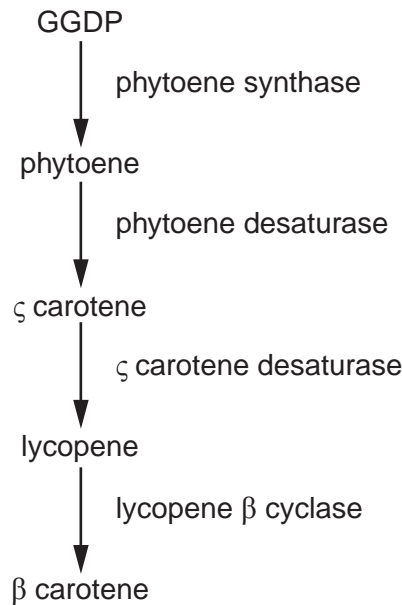 GGDP
phytoene synthase
phytoene
phytoene desaturase
ς carotene
ς carotene desaturase
lycopene
lycopene β cyclase
β carotene